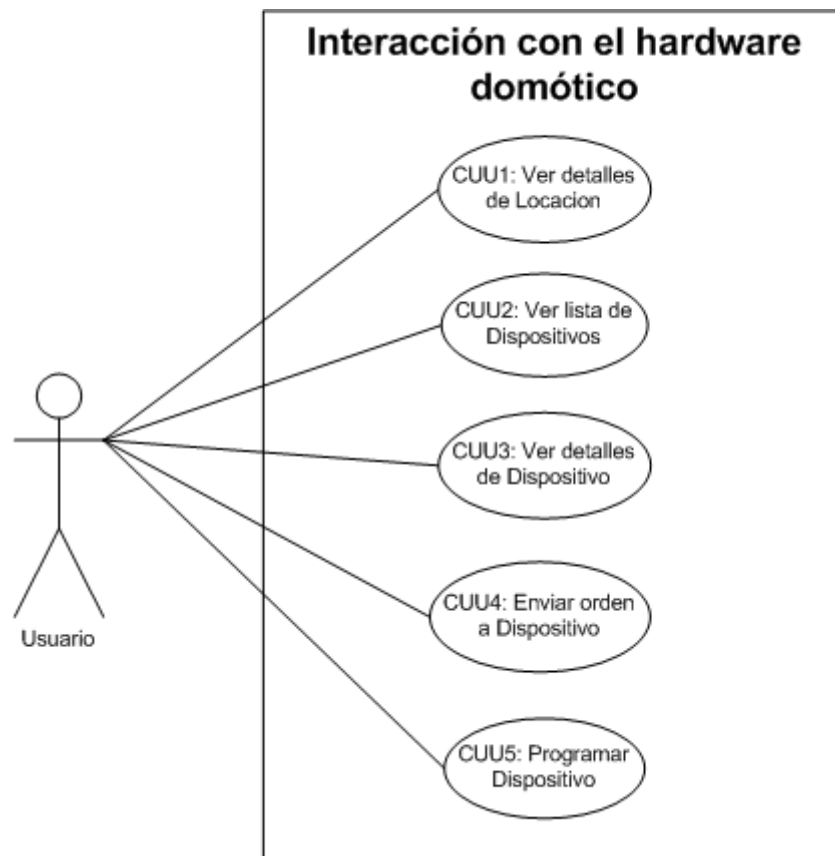 Interacción con el hardware
domótico
CUU1: Ver detalles
de Locacion
CUU2: Ver lista de
Dispositivos
CUU3: Ver detalles
de Dispositivo
CUU4: Enviar orden
a Dispositivo
Usuario
CUU5: Programar
Dispositivo